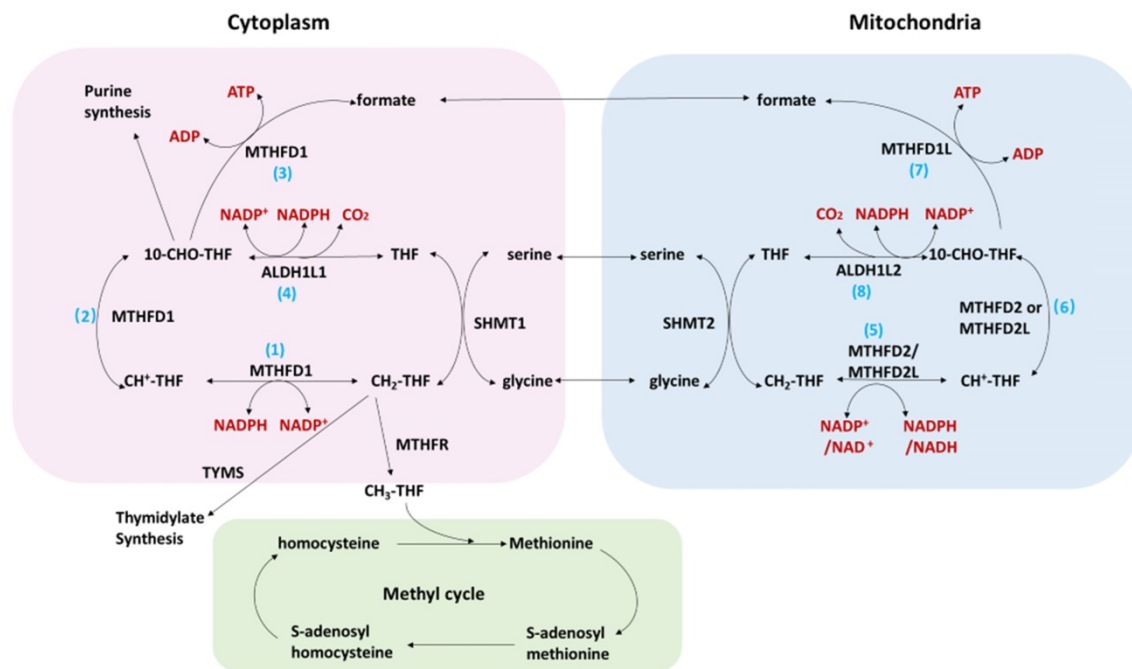 Cytoplasm
Mitochondria
Purine
synthesis
ATP
ADP
formate
MTHFD1
(3)
formate
ATP
ADP
MTHFD1L
(7)
NADP⁺
NADPH
CO₂
10-CHO-THF
THF
ALDH1L1
(4)
serine
serine
CO₂
NADPH
NADP⁺
THF
10-CHO-THF
ALDH1L2
(8)
(2)
MTHFD1
SHMT1
SHMT2
MTHFD2 or
MTHFD2L
(6)
(1)
MTHFD1
CH⁺-THF
CH₂-THF
NADPH
NADP⁺
glycine
glycine
(5)
MTHFD2/
MTHFD2L
CH₂-THF
CH⁺-THF
NADP⁺
/NAD⁺
NADPH
/NADH
TYMS
MTHFR
CH₃-THF
Thymidylate
Synthesis
homocysteine
Methionine
Methyl cycle
S-adenosyl
homocysteine
S-adenosyl
methionine